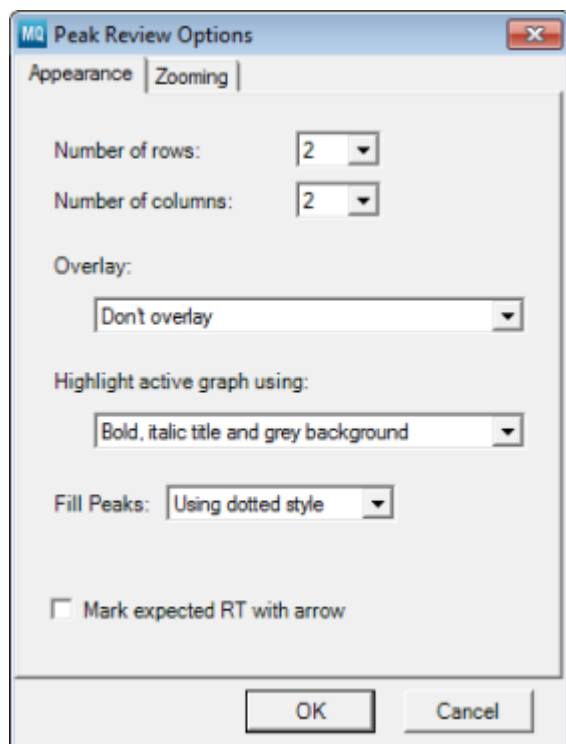 MQ Peak Review Options
Appearance Zooming
Number of rows: 2
Number of columns: 2
Overlay:
Don't overlay
Highlight active graph using:
Bold, italic title and grey background
Fill Peaks: Using dotted style
Mark expected RT with arrow
OK Cancel